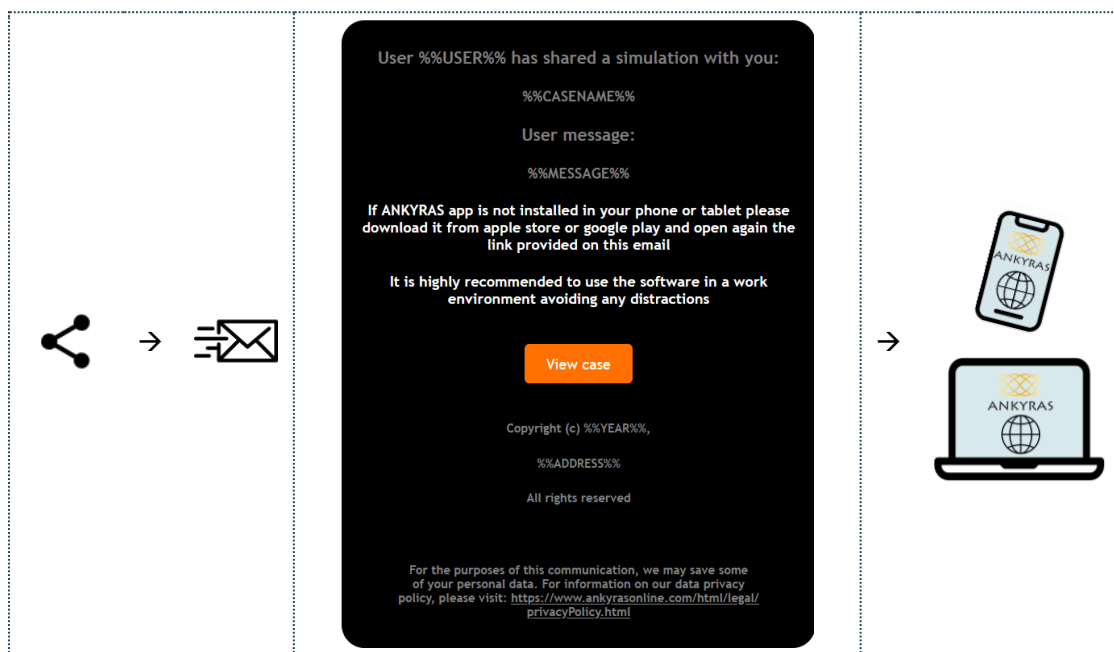 User %%USER%% has shared a simulation with you:
%%CASENAME%%
User message:
%%MESSAGE%%
If ANKYRAS app is not installed in your phone or tablet please
download it from apple store or google play and open again the
link provided on this email
It is highly recommended to use the software in a work
environment avoiding any distractions
View case
Copyright (c) %%YEAR%%,
%%ADDRESS%%
All rights reserved
For the purposes of this communication, we may save some
of your personal data. For information on our data privacy
policy, please visit: https://www.ankyrasonline.com/html/legal/
privacyPolicy.html
ANKYRAS
ANKYRAS